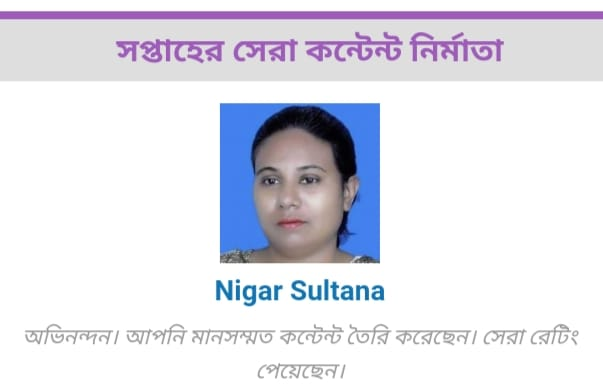 সপ্তাহের সেরা কন্টেন্ট নির্মাতা
Nigar Sultana
অভিনন্দন। আপনি মানসম্মত কন্টেন্ট তৈরি করেছেন। সেরা রেটিং
পেয়েছেন।